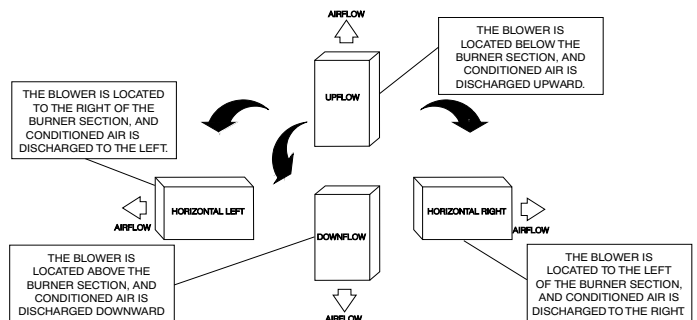 AIRFLOW
THE BLOWER IS
LOCATED BELOW THE
BURNER SECTION, AND
CONDITIONED AIR IS
DISCHARGED UPWARD.
UPFLOW
THE BLOWER IS LOCATED
TO THE RIGHT OF THE
BURNER SECTION, AND
CONDITIONED AIR IS
DISCHARGED TO THE LEFT.
HORIZONTAL LEFT
AIRFLOW
DOWNFLOW
HORIZONTAL RIGHT
AIRFLOW
THE BLOWER IS
LOCATED ABOVE THE
BURNER SECTION, AND
CONDITIONED AIR IS
DISCHARGED DOWNWARD
THE BLOWER IS
LOCATED TO THE LEFT
OF THE BURNER SECTION,
AND CONDITIONED AIR IS
DISCHARGED TO THE RIGHT.
AIRFLOW